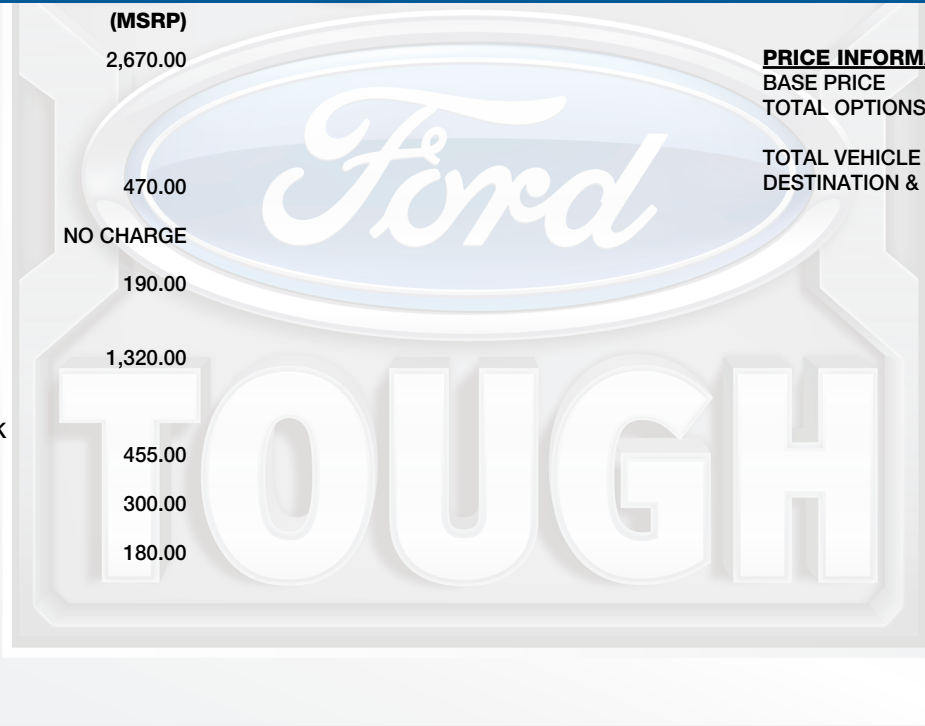 (MSRP)
2,670.00
470.00
NO CHARGE
190.00
1,320.00
K
455.00
300.00
180.00
PRICE INFORMA
BASE PRICE
TOTAL OPTIONS
TOTAL VEHICLE
DESTINATION &
Ford
TOUGH